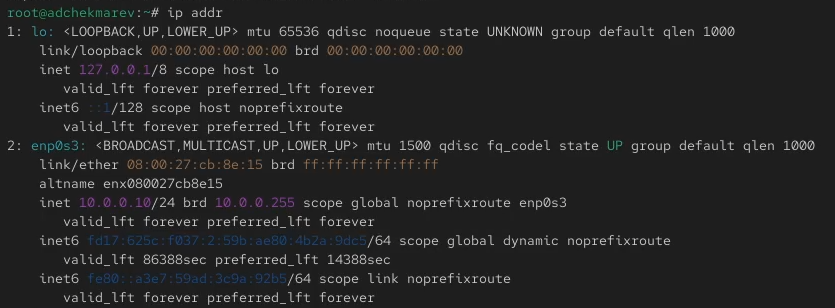 root@adchekmarev:~# ip addr
1: lo: <LOOPBACK,UP,LOWER_UP> mtu 65536 qdisc noqueue state UNKNOWN group default qlen 1000
    link/loopback 00:00:00:00:00:00 brd 00:00:00:00:00:00
    inet 127.0.0.1/8 scope host lo
       valid_lft forever preferred_lft forever
    inet6 ::1/128 scope host noprefixroute
       valid_lft forever preferred_lft forever
2: enp0s3: <BROADCAST,MULTICAST,UP,LOWER_UP> mtu 1500 qdisc fq_codel state UP group default qlen 1000
    link/ether 08:00:27:cb:8e:15 brd ff:ff:ff:ff:ff:ff
    altname enx080027cb8e15
    inet 10.0.0.10/24 brd 10.0.0.255 scope global noprefixroute enp0s3
       valid_lft forever preferred_lft forever
    inet6 fd17:625c:f037:2:59b:ae80:4b2a:9dc5/64 scope global dynamic noprefixroute
       valid_lft 86388sec preferred_lft 14388sec
    inet6 fe80::a3e7:59ad:3c9a:92b5/64 scope link noprefixroute
       valid_lft forever preferred_lft forever